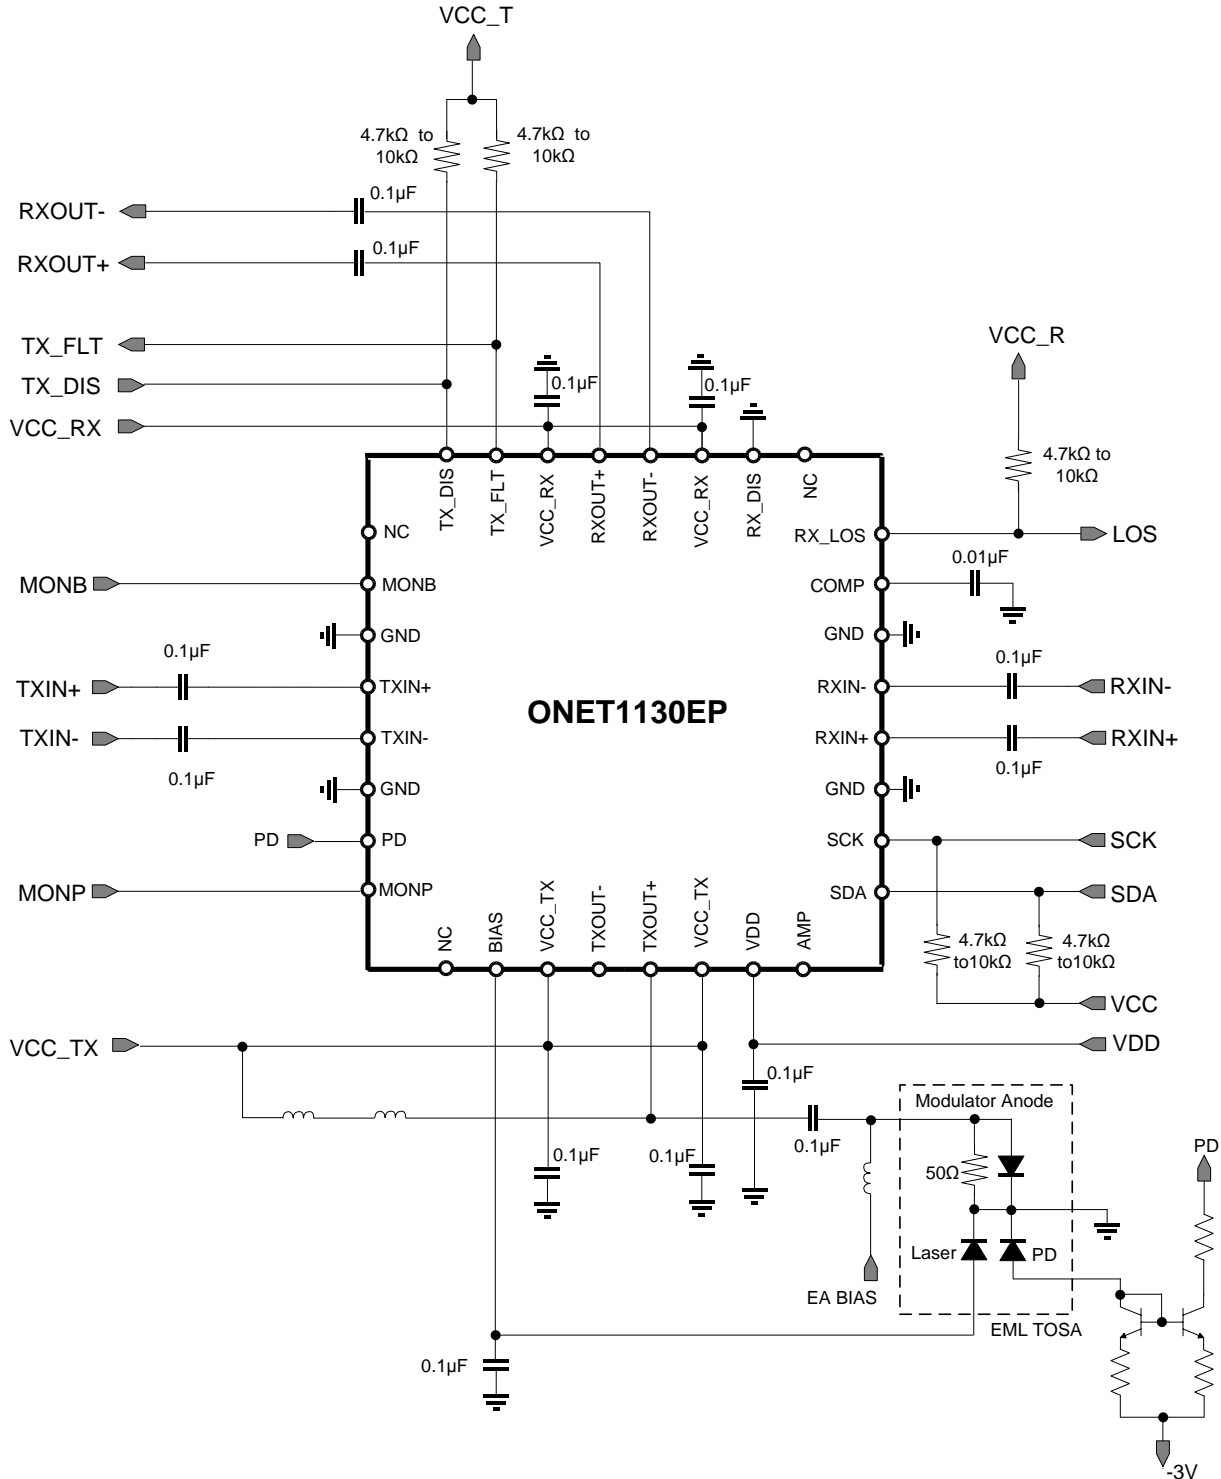 VCC_T
4.7kΩ to
10kΩ
4.7kΩ to
10kΩ
0.1µF
RXOUT-
0.1µF
RXOUT+
TX_FLT
TX_DIS
VCC_RX
0.1µF
0.1µF
VCC_R
4.7kΩ to
10kΩ
TX_DIS
TX_FLT
VCC_RX
RXOUT+
RXOUT-
VCC_RX
RX_DIS
NC
NC
RX_LOS
LOS
MONB
MONB
COMP
0.01µF
GND
GND
0.1µF
TXIN+
TXIN+
RXIN-
0.1µF
RXIN-
ONET1130EP
TXIN-
TXIN-
RXIN+
RXIN+
0.1µF
0.1µF
GND
GND
PD
PD
SCK
SCK
MONP
MONP
SDA
SDA
NC
BIAS
VCC_TX
TXOUT-
TXOUT+
VCC_TX
VDD
AMP
4.7kΩ
to10kΩ
4.7kΩ
to10kΩ
VCC
VCC_TX
VDD
0.1µF
Modulator Anode
0.1µF
0.1µF
0.1µF
50Ω
PD
Laser
PD
EA BIAS
EML TOSA
0.1µF
-3V